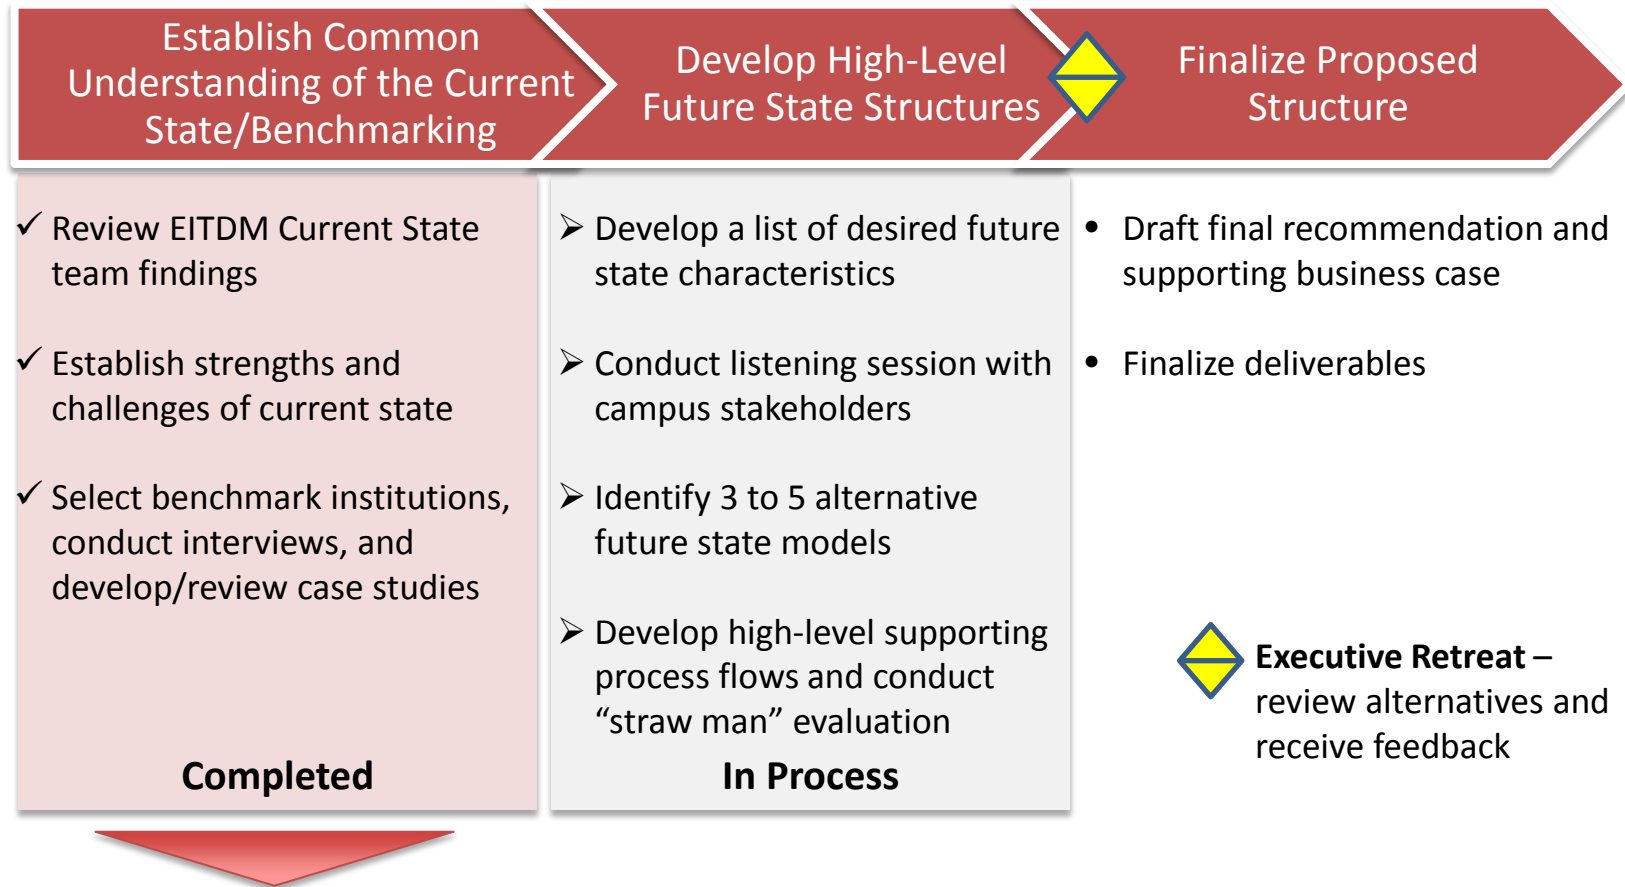 Establish Common
Understanding of the Current
State/Benchmarking
Develop High-Level
Future State Structures
Finalize Proposed
Structure
✓ Review EITDM Current State
team findings
✓ Establish strengths and
challenges of current state
✓ Select benchmark institutions,
conduct interviews, and
develop/review case studies
Completed
➢ Develop a list of desired future
state characteristics
➢ Conduct listening session with
campus stakeholders
➢ Identify 3 to 5 alternative
future state models
➢ Develop high-level supporting
process flows and conduct
“straw man” evaluation
In Process
• Draft final recommendation and
supporting business case
• Finalize deliverables
Executive Retreat –
review alternatives and
receive feedback